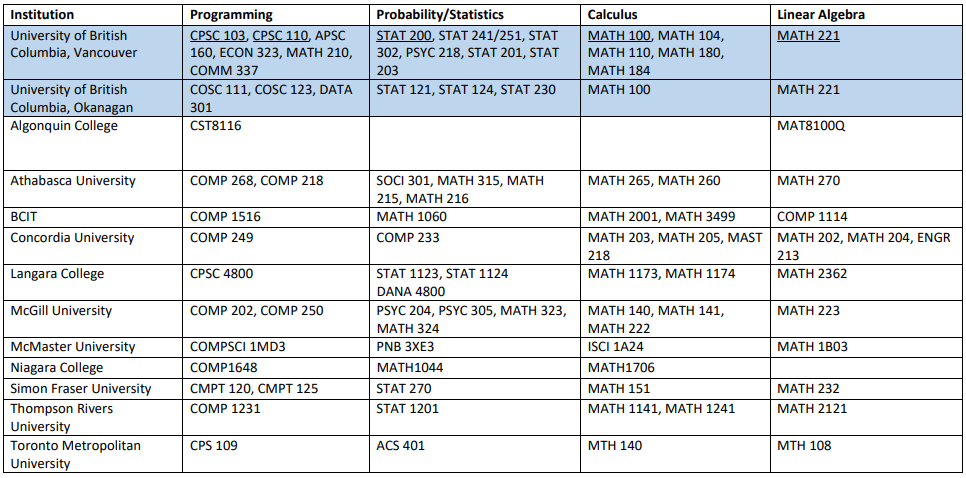 Institution Programming Probability/Statistics Calculus Linear Algebra
University of British CPSC 103, CPSC 110, APSC STAT 200, STAT 241/251, STAT MATH 100, MATH 104, MATH 221
Columbia, Vancouver 160, ECON 323, MATH 210, 302, PSYC 218, STAT 201, STAT MATH 110, MATH 180,
COMM 337 203 MATH 184
University of British COSC 111, COSC 123, DATA STAT 121, STAT 124, STAT 230 MATH 100 MATH 221
Columbia, Okanagan 301
Algonquin College CST8116 MAT8100Q
Athabasca University COMP 268, COMP 218 SOCI 301, MATH 315, MATH MATH 265, MATH 260 MATH 270
215, MATH 216
BCIT COMP 1516 MATH 1060 MATH 2001, MATH 3499 COMP 1114
Concordia University COMP 249 COMP 233 MATH 203, MATH 205, MAST MATH 202, MATH 204, ENGR
218 213
Langara College CPSC 4800 STAT 1123, STAT 1124 MATH 1173, MATH 1174 MATH 2362
DANA 4800
McGill University COMP 202, COMP 250 PSYC 204, PSYC 305, MATH 323, MATH 140, MATH 141, MATH 223
MATH 324 MATH 222
McMaster University COMPSCI 1MD3 PNB 3XE3 ISCI 1A24 MATH 1B03
Niagara College COMP1648 MATH1044 MATH1706
Simon Fraser University CMPT 120, CMPT 125 STAT 270 MATH 151 MATH 232
Thompson Rivers COMP 1231 STAT 1201 MATH 1141, MATH 1241 MATH 2121
University
Toronto Metropolitan CPS 109 ACS 401 MTH 140 MTH 108
University